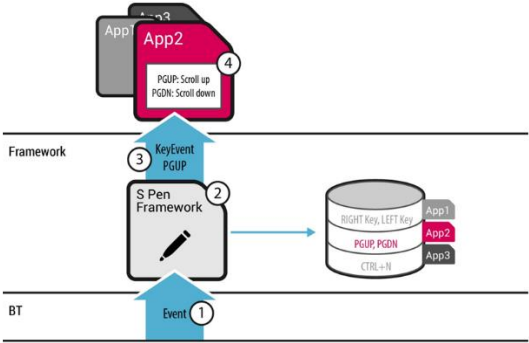 App3
App1
App2
4
PGUP: Scroll up
PGDN: Scroll down
Framework
3
KeyEvent
PGUP
S Pen
Framework
2
RIGHT Key, LEFT Key
App1
PGUP, PGDN
App2
CTRL+N
App3
BT
Event
1